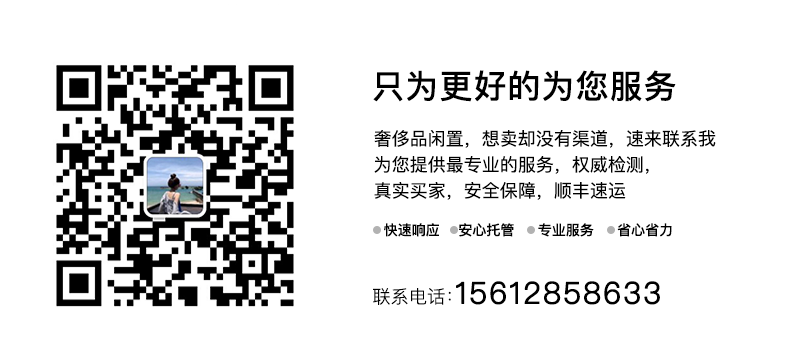 只为更好的为您服务
奢侈品闲置，想卖却没有渠道，速来联系我
为您提供最专业的服务，权威检测，
真实买家，安全保障，顺丰速运
快速响应 安心托管 专业服务 省心省力
联系电话:15612858633